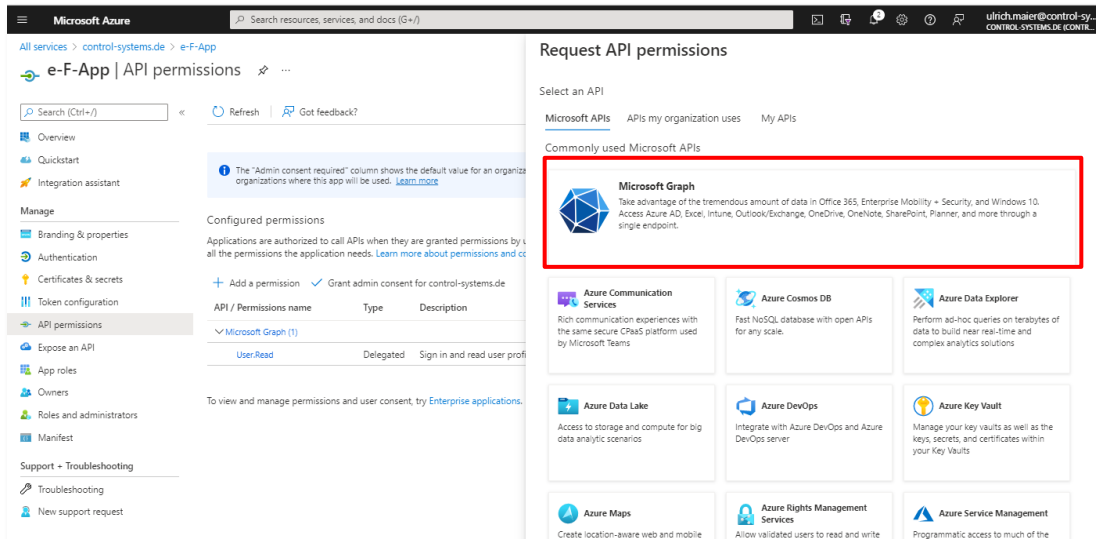 Microsoft Azure
Search resources, services, and docs (G+/)
ulrich.maier@control-sy...
CONTROL-SYSTEMS.DE (CONTR...
All services > control-systems.de > e-F-App
e-F-App | API permissions
Search (Ctrl+/)
Refresh
Got feedback?
Overview
Quickstart
Integration assistant
Manage
Branding & properties
Authentication
Certificates & secrets
Token configuration
API permissions
Expose an API
App roles
Owners
Roles and administrators
Manifest
Support + Troubleshooting
Troubleshooting
New support request
The "Admin consent required" column shows the default value for an organiza
organizations where this app will be used. Learn more
Configured permissions
Applications are authorized to call APIs when they are granted permissions by u
all the permissions the application needs. Learn more about permissions and co
Add a permission
Grant admin consent for control-systems.de
API / Permissions name Type Description
Microsoft Graph (1)
User.Read Delegated Sign in and read user profi
To view and manage permissions and user consent, try Enterprise applications.
Request API permissions
Select an API
Microsoft APIs APIs my organization uses My APIs
Commonly used Microsoft APIs
Microsoft Graph
Take advantage of the tremendous amount of data in Office 365, Enterprise Mobility + Security, and Windows 10.
Access Azure AD, Excel, Intune, Outlook/Exchange, OneDrive, OneNote, SharePoint, Planner, and more through a
single endpoint.
Azure Communication
Services
Rich communication experiences with
the same secure CPaaS platform used
by Microsoft Teams
Azure Cosmos DB
Fast NoSQL database with open APIs
for any scale.
Azure Data Explorer
Perform ad-hoc queries on terabytes of
data to build near real-time and
complex analytics solutions
Azure Data Lake
Access to storage and compute for big
data analytic scenarios
Azure DevOps
Integrate with Azure DevOps and Azure
DevOps server
Azure Key Vault
Manage your key vaults as well as the
keys, secrets, and certificates within
your Key Vaults
Azure Maps
Create location-aware web and mobile
Azure Rights Management
Services
Allow validated users to read and write
Azure Service Management
Programmatic access to much of the